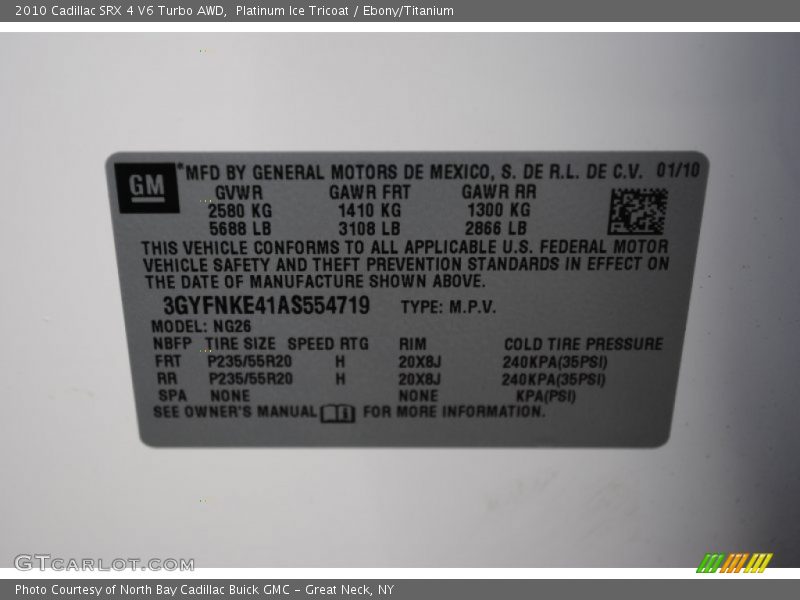 2010 Cadillac SRX 4 V6 Turbo AWD,  Platinum Ice Tricoat / Ebony/Titanium
GM
*MFD BY GENERAL MOTORS DE MEXICO, S. DE R.L. DE C.V.  01/10
GVWR  GAWR FRT  GAWR RR
2580 KG  1410 KG  1300 KG
5688 LB  3108 LB  2866 LB
THIS VEHICLE CONFORMS TO ALL APPLICABLE U.S. FEDERAL MOTOR
VEHICLE SAFETY AND THEFT PREVENTION STANDARDS IN EFFECT ON
THE DATE OF MANUFACTURE SHOWN ABOVE.
3GYFNKE41AS554719  TYPE: M.P.V.
MODEL: NG26
NBFP  TIRE SIZE  SPEED RTG  RIM  COLD TIRE PRESSURE
FRT  P235/55R20  H  20X8J  240KPA(35PSI)
RR  P235/55R20  H  20X8J  240KPA(35PSI)
SPA  NONE  NONE  KPA(PSI)
SEE OWNER'S MANUAL FOR MORE INFORMATION.
GTCARLOT.COM
Photo Courtesy of North Bay Cadillac Buick GMC - Great Neck, NY